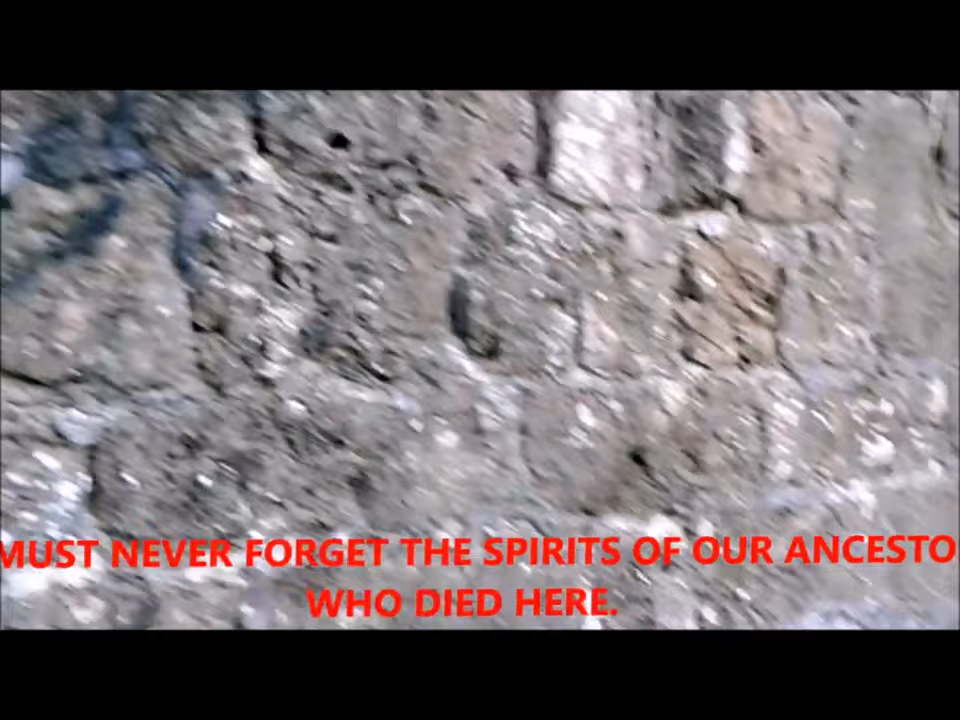 MUST NEVER FORGET THE SPIRITS OF OUR ANCESTO
WHO DIED HERE.